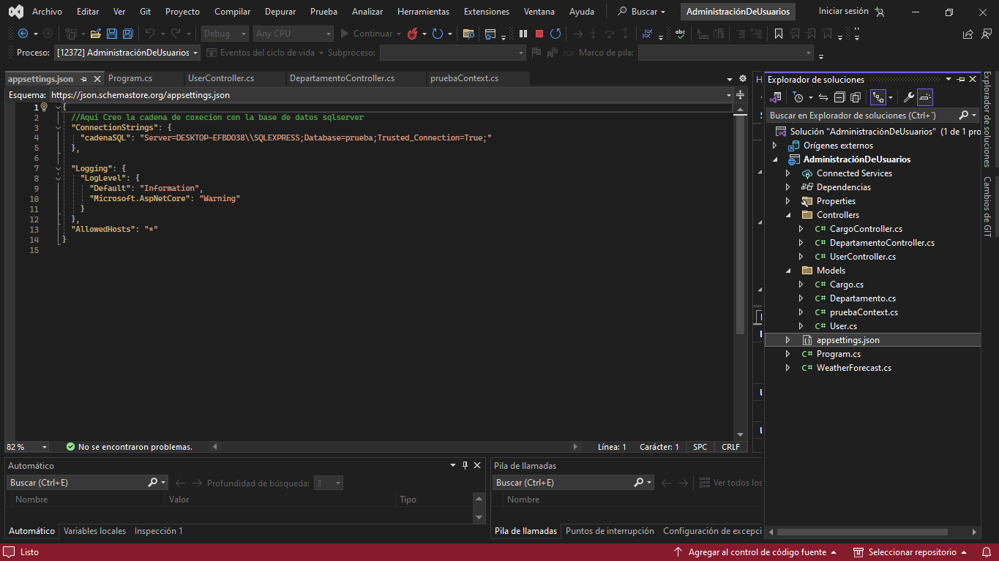 Archivo Editar Ver Git Proyecto Compilar Depurar Prueba Analizar Herramientas Extensiones Ventana Ayuda Buscar AdministraciónDeUsuarios Iniciar sesión
Debug Any CPU Continuar
Proceso: [12372] AdministraciónDeUsuarios Eventos del ciclo de vida Subproceso: Marco de pila:
appsettings.json Program.cs UserController.cs DepartamentoController.cs pruebaContext.cs
Esquema: https://json.schemastore.org/appsettings.json
1 {
2 //Aqui Creo la cadena de coxecion con la base de datos sqlserver
3 "ConnectionStrings": {
4 "cadenaSQL": "Server=DESKTOP-EFBDO38\\SQLEXPRESS;Database=prueba;Trusted_Connection=True;"
5 },
6
7 "Logging": {
8 "LogLevel": {
9 "Default": "Information",
10 "Microsoft.AspNetCore": "Warning"
11 }
12 },
13 "AllowedHosts": "*"
14 }
15
82 % No se encontraron problemas. Línea: 1 Carácter: 1 SPC CRLF
Automático
Buscar (Ctrl+E) Profundidad de búsqueda: 3
Nombre Valor Tipo
Automático Variables locales Inspección 1
Pila de llamadas
Buscar (Ctrl+E) Ver todos los
Nombre
Pila de llamadas Puntos de interrupción Configuración de excepci
Explorador de soluciones
Buscar en Explorador de soluciones (Ctrl+`)
Solución "AdministraciónDeUsuarios" (1 de 1 pro
Orígenes externos
AdministraciónDeUsuarios
Connected Services
Dependencias
Properties
Controllers
C# CargoController.cs
C# DepartamentoController.cs
C# UserController.cs
Models
C# Cargo.cs
C# Departamento.cs
C# pruebaContext.cs
C# User.cs
appsettings.json
C# Program.cs
C# WeatherForecast.cs
Explorador de soluciones
Cambios de GIT
Listo Agregar al control de código fuente Seleccionar repositorio